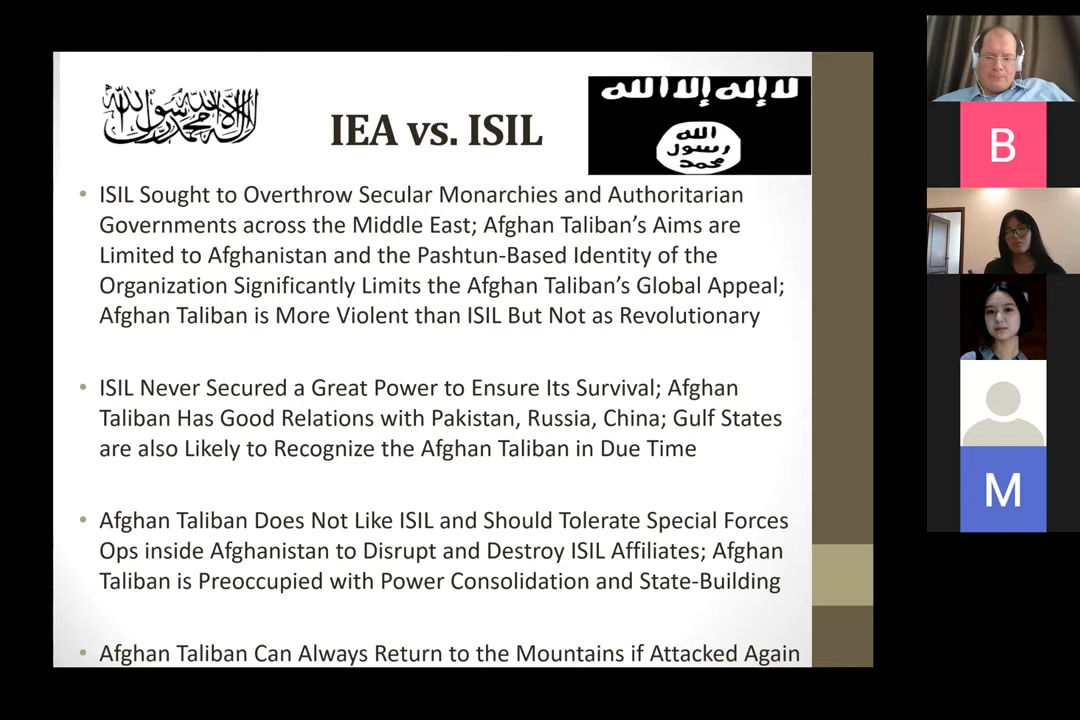 لا إله إلا الله محمد رسول الله
IEA vs. ISIL
لا إله إلا الله
الله
رسول
محمد
• ISIL Sought to Overthrow Secular Monarchies and Authoritarian
Governments across the Middle East; Afghan Taliban’s Aims are
Limited to Afghanistan and the Pashtun-Based Identity of the
Organization Significantly Limits the Afghan Taliban’s Global Appeal;
Afghan Taliban is More Violent than ISIL But Not as Revolutionary
• ISIL Never Secured a Great Power to Ensure Its Survival; Afghan
Taliban Has Good Relations with Pakistan, Russia, China; Gulf States
are also Likely to Recognize the Afghan Taliban in Due Time
• Afghan Taliban Does Not Like ISIL and Should Tolerate Special Forces
Ops inside Afghanistan to Disrupt and Destroy ISIL Affiliates; Afghan
Taliban is Preoccupied with Power Consolidation and State-Building
• Afghan Taliban Can Always Return to the Mountains if Attacked Again
B
M